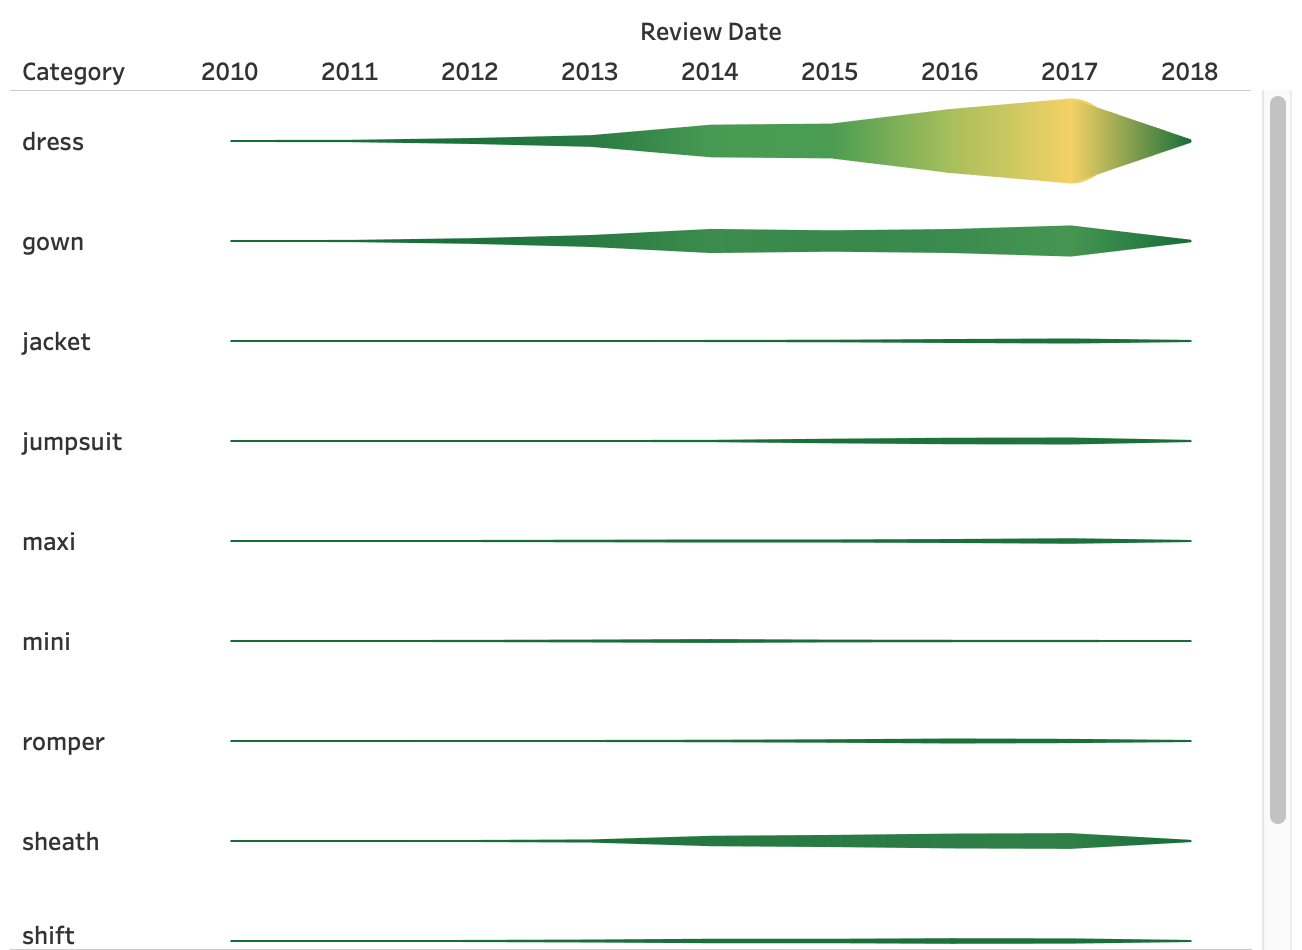 Review Date
Category 2010 2011 2012 2013 2014 2015 2016 2017 2018
dress
gown
jacket
jumpsuit
maxi
mini
romper
sheath
shift